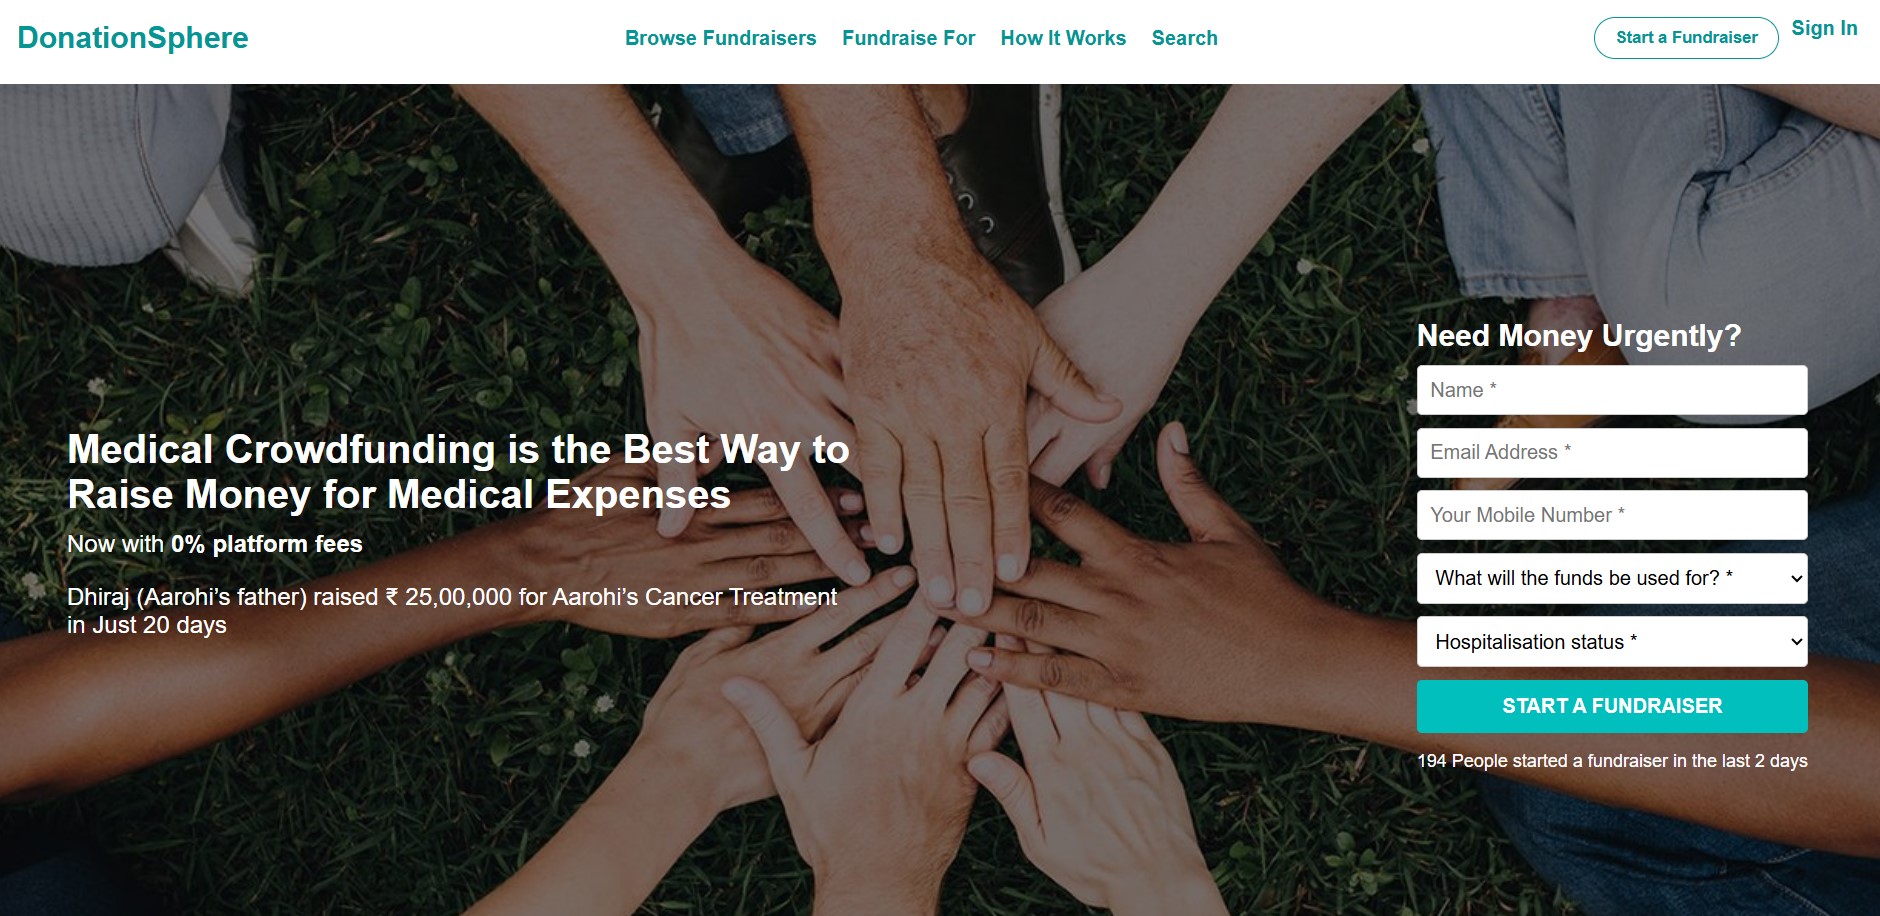 DonationSphere
Browse Fundraisers
Fundraise For
How It Works
Search
Start a Fundraiser
Sign In
Medical Crowdfunding is the Best Way to
Raise Money for Medical Expenses
Now with 0% platform fees
Dhiraj (Aarohi’s father) raised ₹ 25,00,000 for Aarohi’s Cancer Treatment
in Just 20 days
Need Money Urgently?
Name *
Email Address *
Your Mobile Number *
What will the funds be used for? *
Hospitalisation status *
START A FUNDRAISER
194 People started a fundraiser in the last 2 days